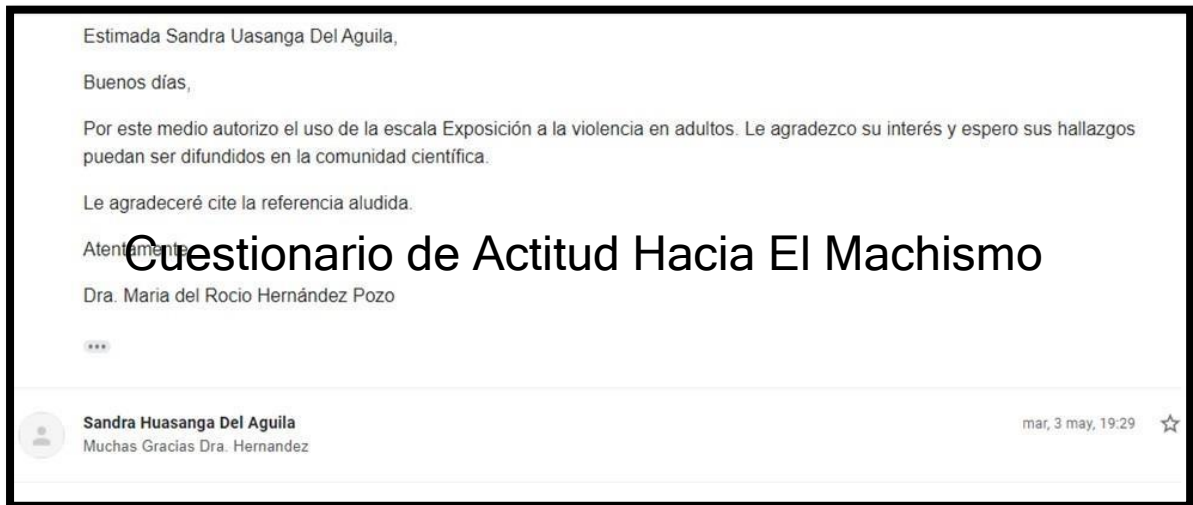 Estimada Sandra Uasanga Del Aguila,
Buenos días,
Por este medio autorizo el uso de la escala Exposición a la violencia en adultos. Le agradezco su interés y espero sus hallazgos
puedan ser difundidos en la comunidad científica.
Le agradeceré cite la referencia aludida.
Atentamente
Cuestionario de Actitud Hacia El Machismo
Dra. Maria del Rocio Hernández Pozo
...
Sandra Huasanga Del Aguila mar, 3 may, 19:29
Muchas Gracias Dra. Hernandez